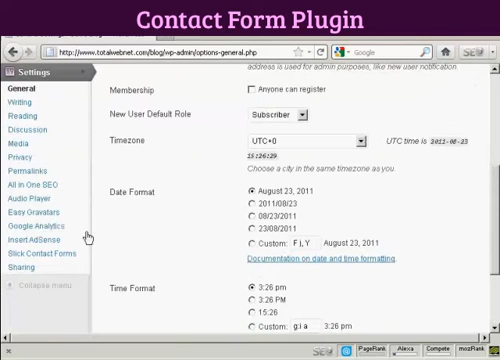 Contact Form Plugin
http://www.totalwebnet.com/blog/wp-admin/options-general.php
Google
SEO
Settings
address is used for admin purposes, like new user notification.
General
Membership
Anyone can register
Writing
Reading
New User Default Role
Subscriber
Discussion
Media
Timezone
UTC+0
UTC time is 2011-08-23
15:26:29
Privacy
Permalinks
Choose a city in the same timezone as you
All in One SEO
Date Format
August 23, 2011
Audio Player
2011/08/23
Easy Gravatars
08/23/2011
Google Analytics
23/08/2011
Insert AdSense
Custom: F j, Y August 23, 2011
Slick Contact Forms
Documentation on date and time formatting.
Sharing
Collapse menu
Time Format
3:26 pm
3:26 PM
15:26
Custom: g:i a 3:26 pm
SEO
PageRank
Alexa
Compete
mozRank